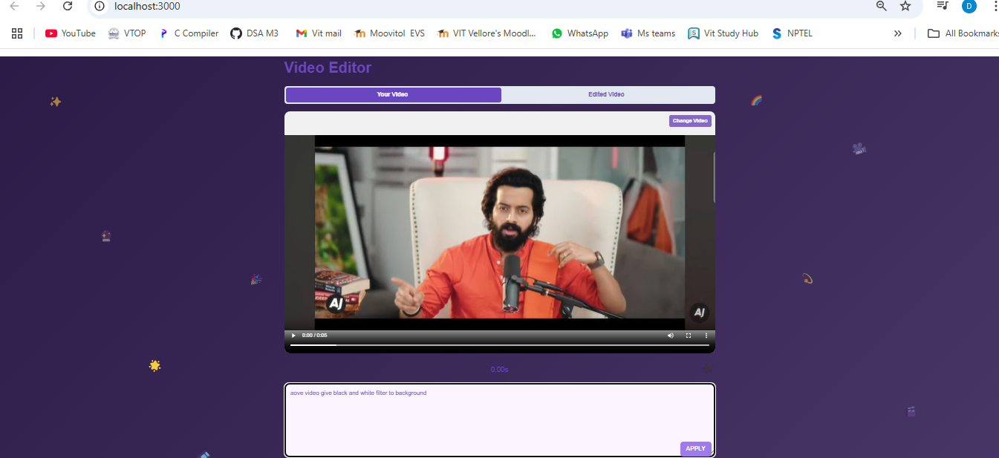 localhost:3000
D
YouTube VTOP C Compiler DSA M3 Vit mail Moovitol EVS VIT Vellore's Moodl... WhatsApp Ms teams Vit Study Hub NPTEL All Bookmarks
Video Editor
Your Video Edited Video
Change Video
AJ AJ
0:00 / 0:05
0.00s
aove video give black and white filter to background
APPLY